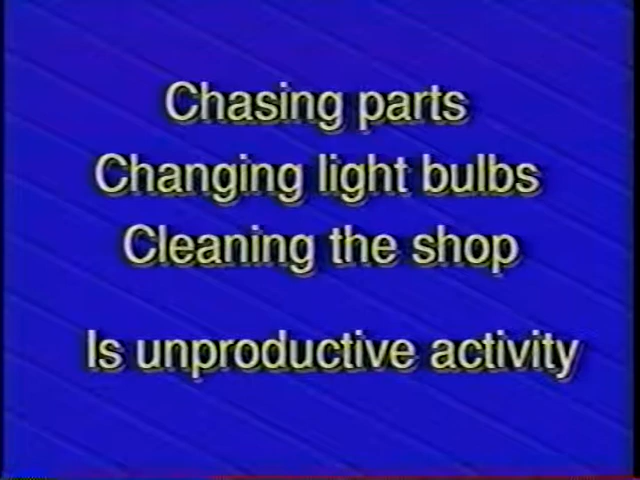 Chasing parts
Changing light bulbs
Cleaning the shop
Is unproductive activity